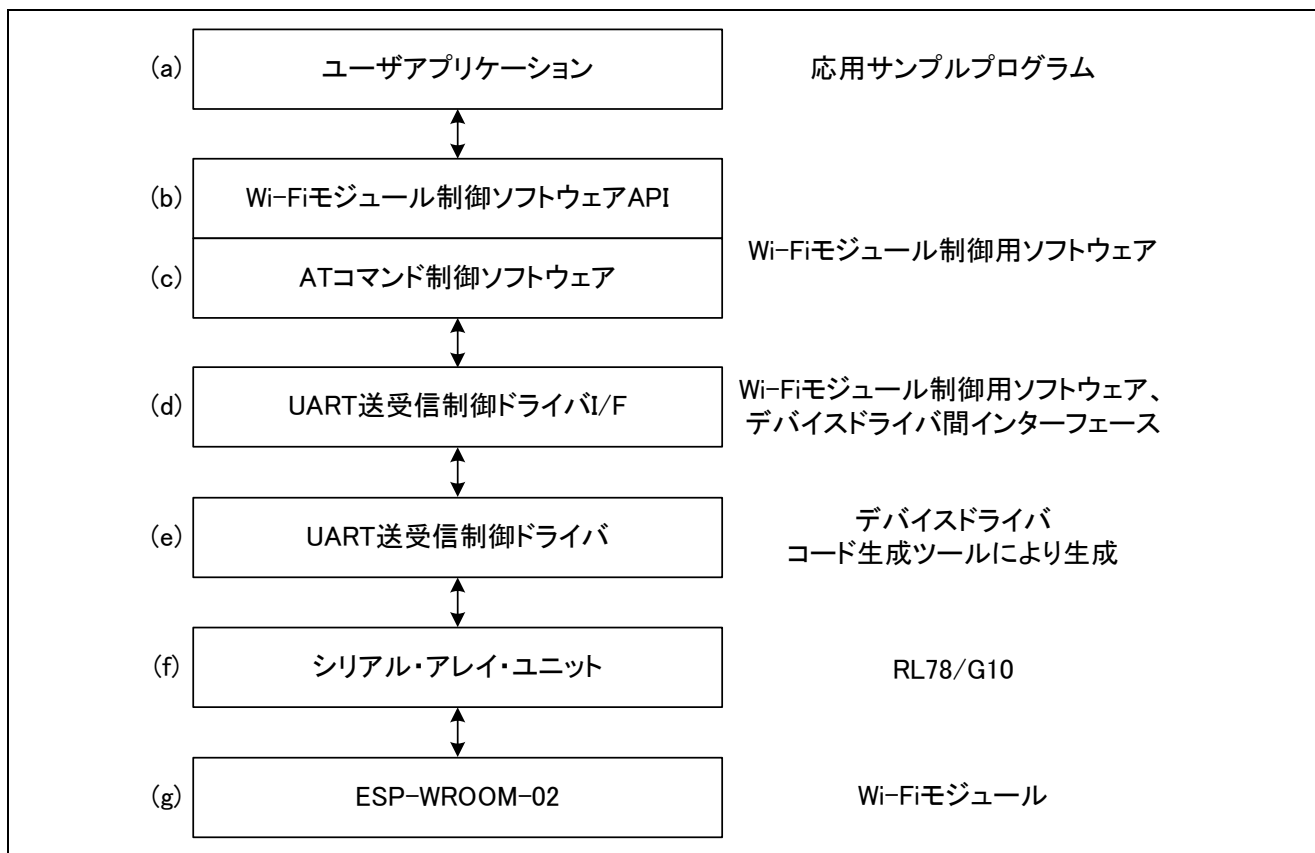 (a) ユーザアプリケーション 応用サンプルプログラム
(b) Wi-Fiモジュール制御ソフトウェアAPI
Wi-Fiモジュール制御用ソフトウェア
(c) ATコマンド制御ソフトウェア
(d) UART送受信制御ドライバI/F
Wi-Fiモジュール制御用ソフトウェア、
デバイスドライバ間インターフェース
(e) UART送受信制御ドライバ
デバイスドライバ
コード生成ツールにより生成
(f) シリアル・アレイ・ユニット RL78/G10
(g) ESP-WROOM-02 Wi-Fiモジュール